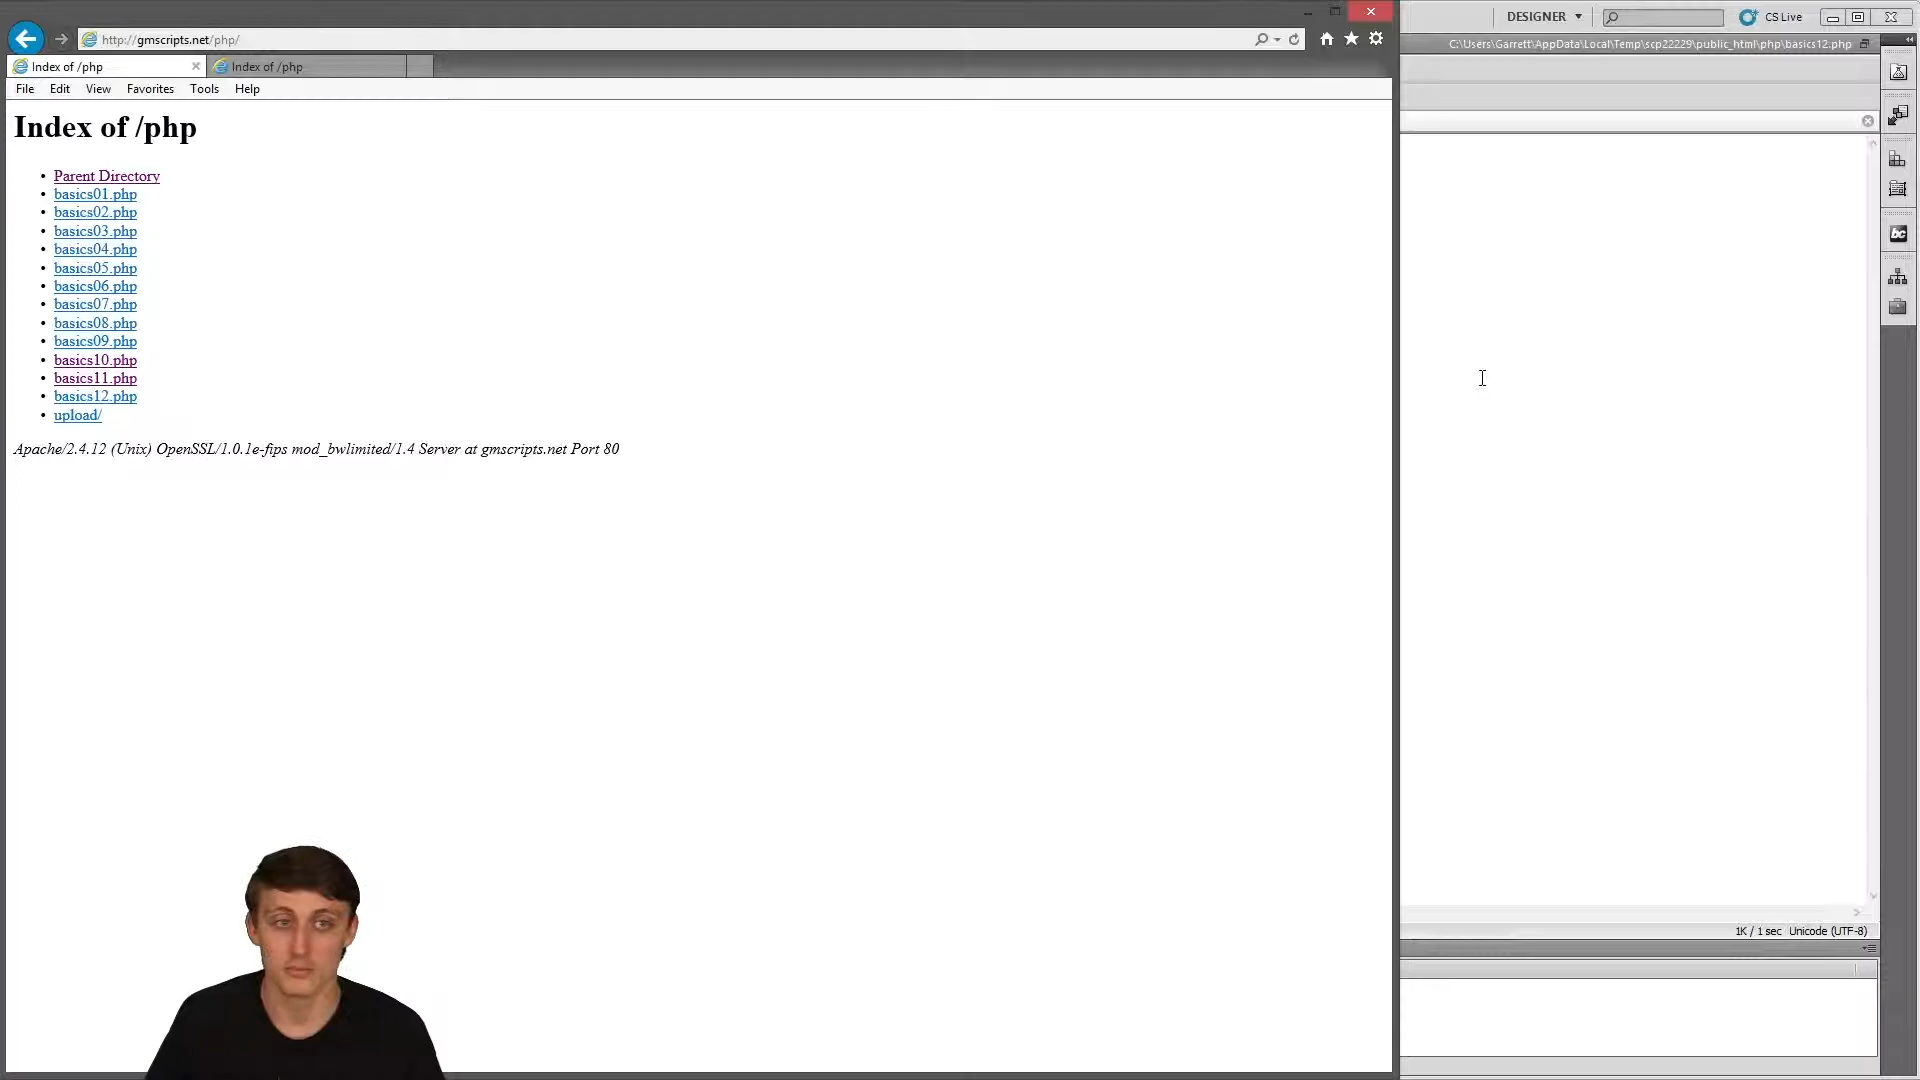 DESIGNER
CS Live
http://gmscripts.net/php/
C:\Users\Garrett\AppData\Local\Temp\scp22229\public_html\php\basics12.php
Index of /php
Index of /php
File Edit View Favorites Tools Help
Index of /php
Parent Directory
basics01.php
basics02.php
basics03.php
basics04.php
basics05.php
basics06.php
basics07.php
basics08.php
basics09.php
basics10.php
basics11.php
basics12.php
upload/
Apache/2.4.12 (Unix) OpenSSL/1.0.1e-fips mod_bwlimited/1.4 Server at gmscripts.net Port 80
bc
1K / 1 sec Unicode (UTF-8)